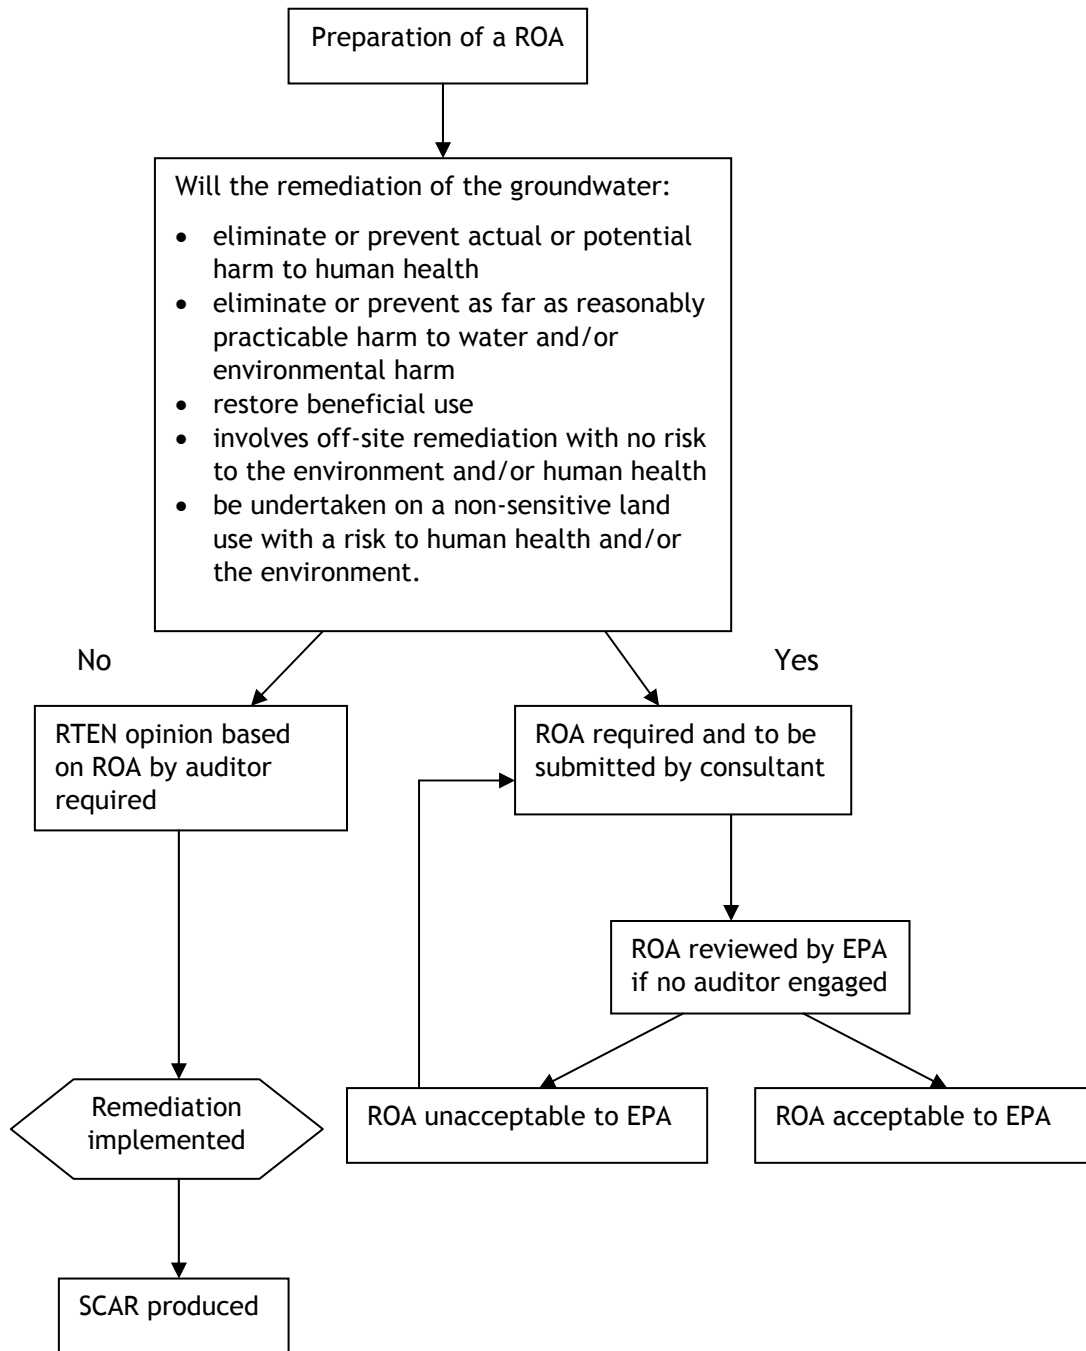 Preparation of a ROA
Will the remediation of the groundwater:
• eliminate or prevent actual or potential
harm to human health
• eliminate or prevent as far as reasonably
practicable harm to water and/or
environmental harm
• restore beneficial use
• involves off-site remediation with no risk
to the environment and/or human health
• be undertaken on a non-sensitive land
use with a risk to human health and/or
the environment.
No
Yes
RTEN opinion based
on ROA by auditor
required
ROA required and to be
submitted by consultant
ROA reviewed by EPA
if no auditor engaged
Remediation
implemented
ROA unacceptable to EPA
ROA acceptable to EPA
SCAR produced